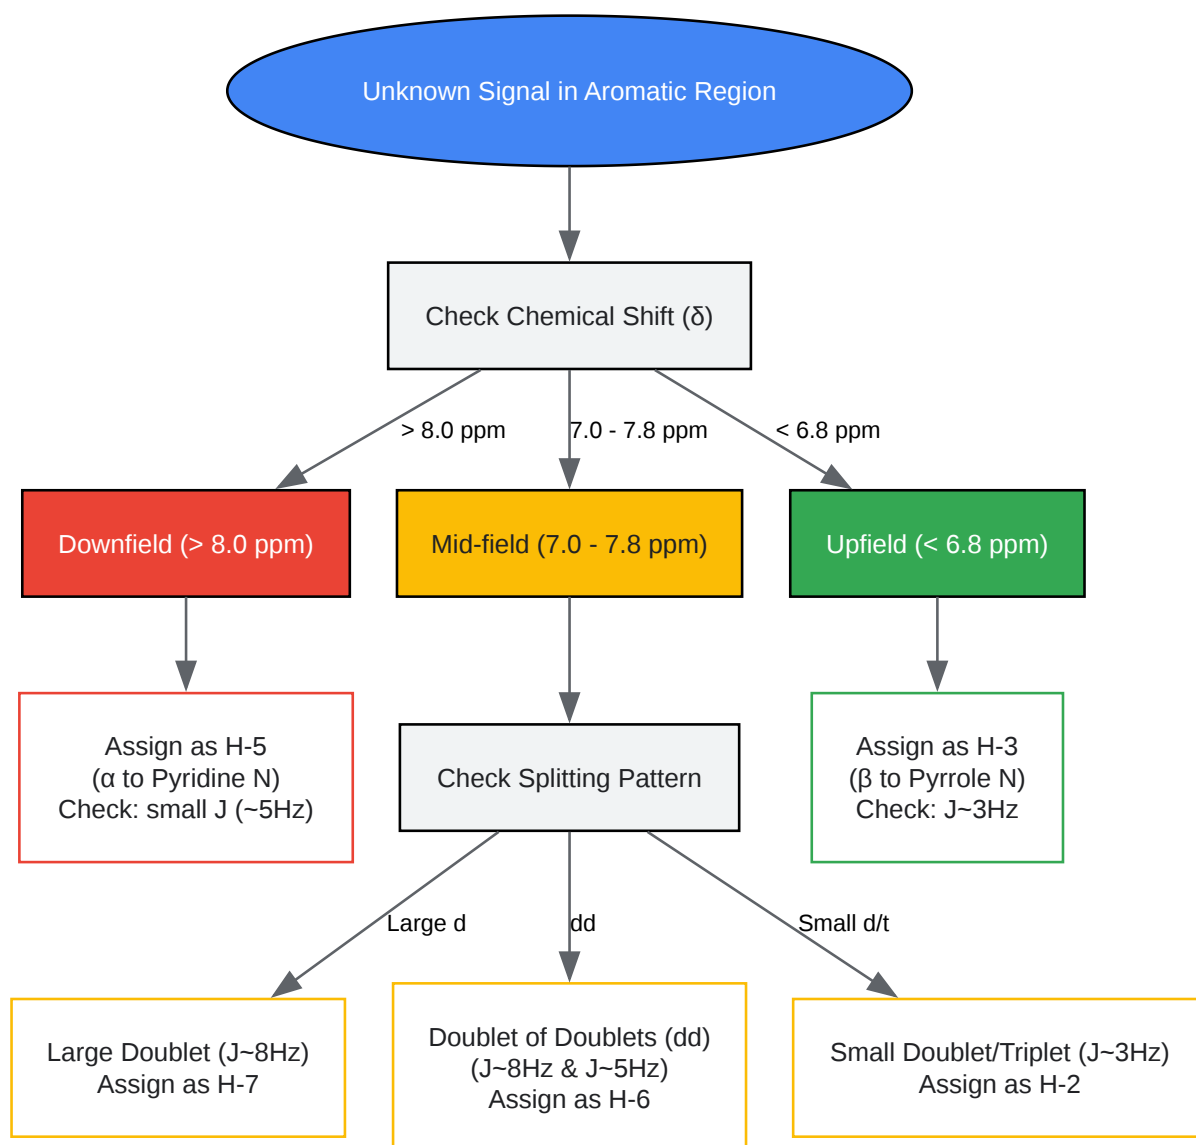 Unknown Signal in Aromatic Region
Check Chemical Shift (δ)
> 8.0 ppm
7.0 - 7.8 ppm
< 6.8 ppm
Downfield (> 8.0 ppm)
Mid-field (7.0 - 7.8 ppm)
Upfield (< 6.8 ppm)
Assign as H-5
(α to Pyridine N)
Check: small J (~5Hz)
Check Splitting Pattern
Assign as H-3
(β to Pyrrole N)
Check: J~3Hz
Large d
dd
Small d/t
Large Doublet (J~8Hz)
Assign as H-7
Doublet of Doublets (dd)
(J~8Hz & J~5Hz)
Assign as H-6
Small Doublet/Triplet (J~3Hz)
Assign as H-2